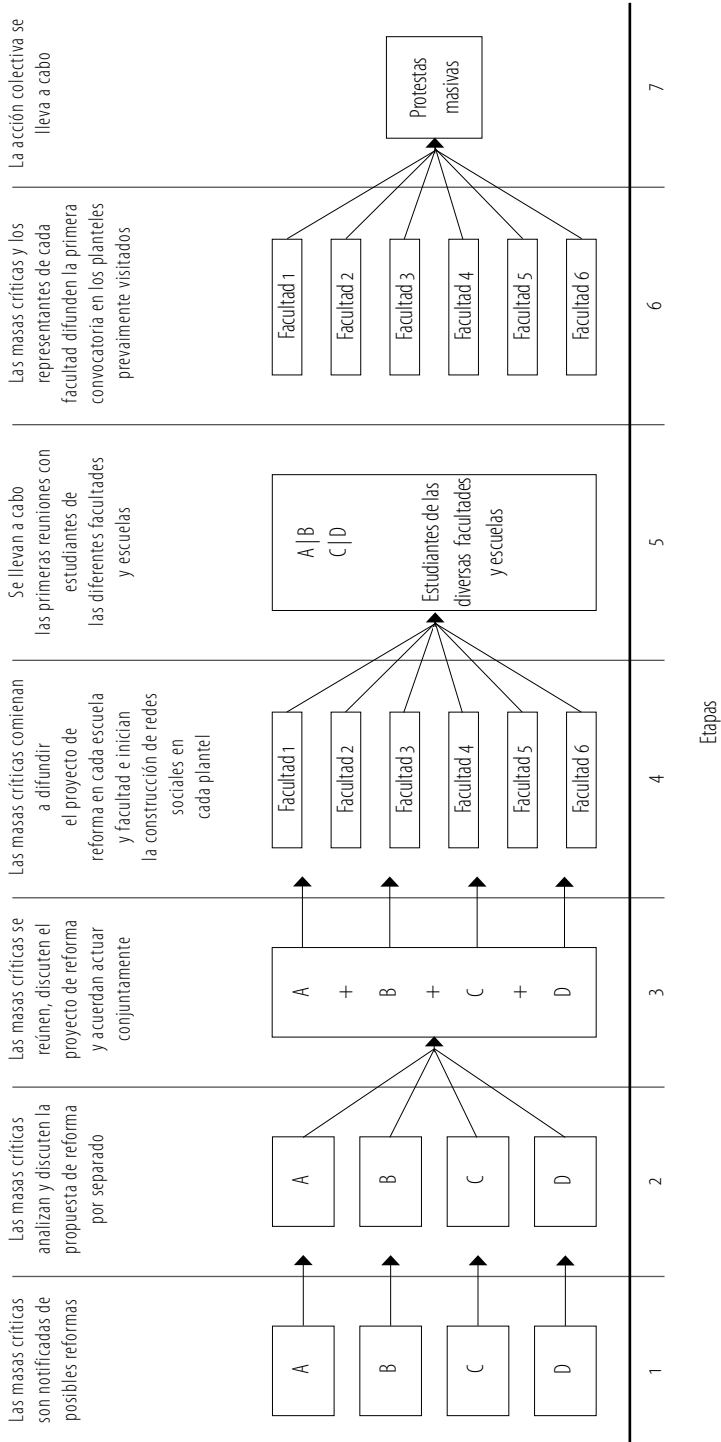 Las masas críticas
son notificadas de
posibles reformas
Las masas críticas
analizan y discuten la
propuesta de reforma
por separado
Las masas críticas se
reúnen, discuten el
proyecto de reforma
y acuerdan actuar
conjuntamente
Las masas críticas comienan
a difundir
el proyecto de
reforma en cada escuela
y facultad e inician
la construcción de redes
sociales en
cada plantel
Se llevan a cabo
las primeras reuniones con
estudiantes de
las diferentes facultades
y escuelas
Las masas críticas y los
representantes de cada
facultad difunden la primera
convocatoria en los planteles
prevaimente visitados
La acción colectiva se
lleva a cabo
A
B
C
D
A
B
C
D
A
+
B
+
C
+
D
Facultad 1
Facultad 2
Facultad 3
Facultad 4
Facultad 5
Facultad 6
A | B
C | D
Estudiantes de las
diversas facultades
y escuelas
Facultad 1
Facultad 2
Facultad 3
Facultad 4
Facultad 5
Facultad 6
Protestas
masivas
1
2
3
4
5
6
7
Etapas